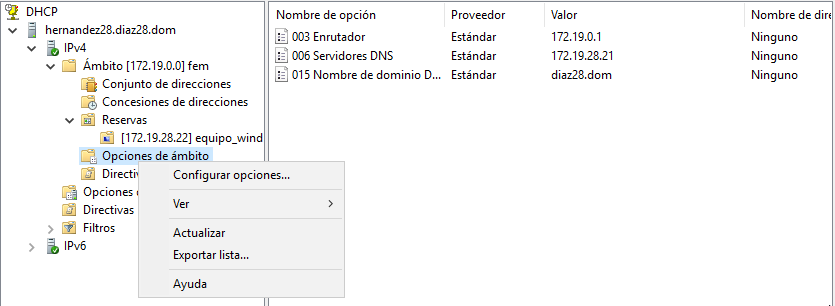 DHCP
hernandez28.diaz28.dom
IPv4
Ámbito [172.19.0.0] fem
Conjunto de direcciones
Concesiones de direcciones
Reservas
[172.19.28.22] equipo_wind
Opciones de ámbito
Directiv
Opciones d
Directivas
Filtros
IPv6
Configurar opciones...
Ver
Actualizar
Exportar lista...
Ayuda
Nombre de opción Proveedor Valor Nombre de dire
003 Enrutador Estándar 172.19.0.1 Ninguno
006 Servidores DNS Estándar 172.19.28.21 Ninguno
015 Nombre de dominio D... Estándar diaz28.dom Ninguno